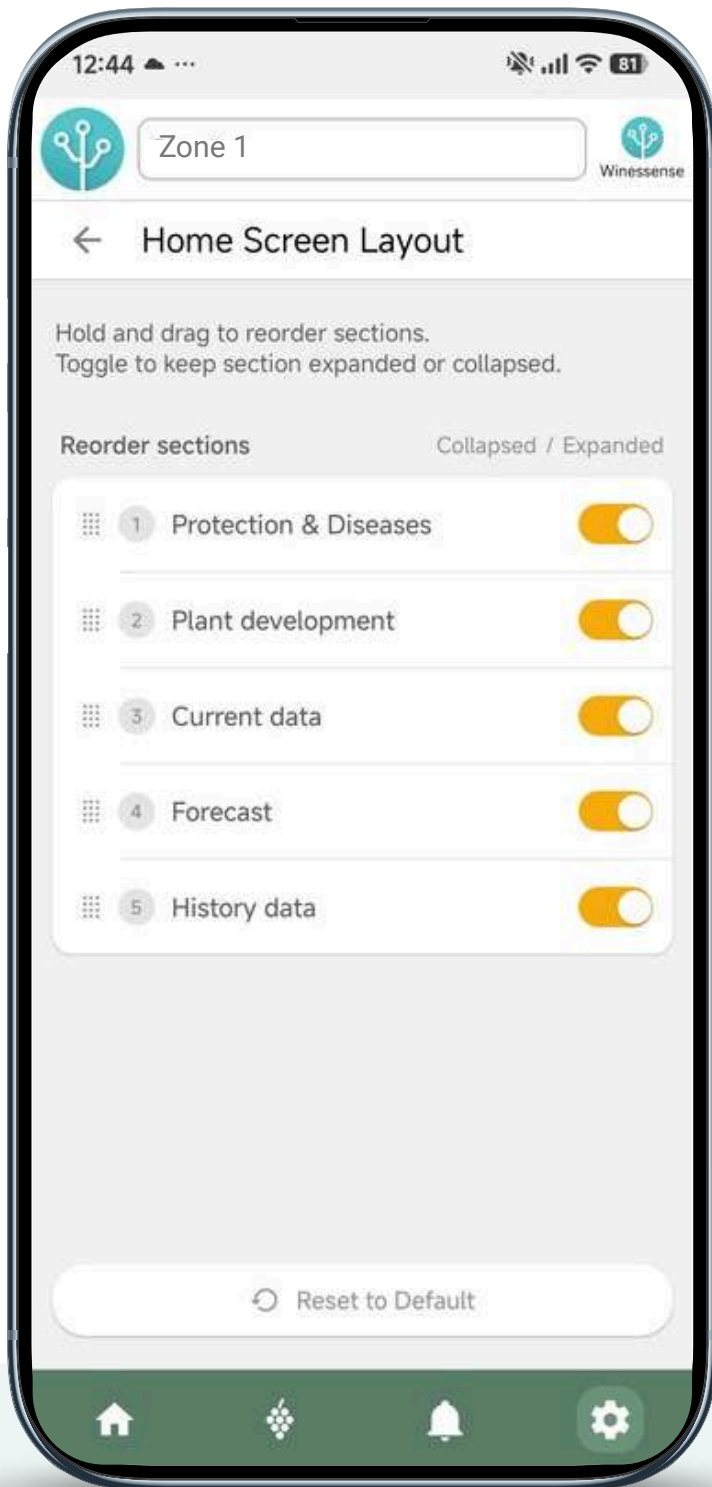 12:44 ...
81
Zone 1
Winessense
Home Screen Layout
Hold and drag to reorder sections.
Toggle to keep section expanded or collapsed.
Reorder sections Collapsed / Expanded
1 Protection & Diseases
2 Plant development
3 Current data
4 Forecast
5 History data
Reset to Default